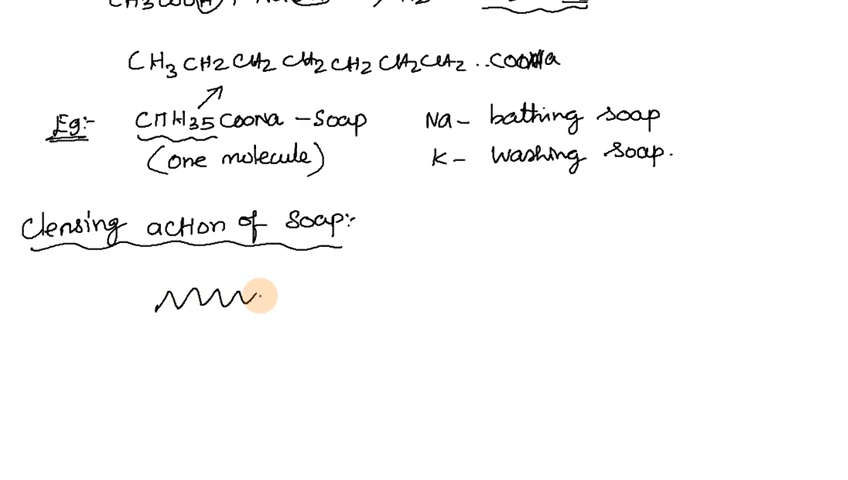 CH3 CH2 CH2 CH2 CH2 CH2 CH2 ..COONa
Eg:- C17H35 COONa - Soap
(one molecule)
Na - bathing soap
K - washing soap.
Clensing action of Soap:-